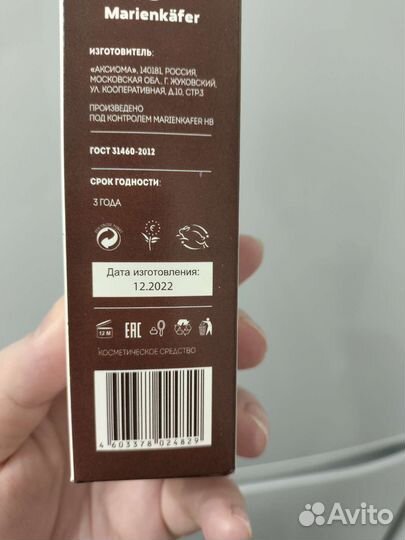 Marienkäfer
ИЗГОТОВИТЕЛЬ:
«АКСИОМА», 140181, РОССИЯ,
МОСКОВСКАЯ ОБЛ., Г. ЖУКОВСКИЙ,
УЛ. КООПЕРАТИВНАЯ, Д.10, СТР.3
ПРОИЗВЕДЕНО
ПОД КОНТРОЛЕМ MARIENKAFER HB
ГОСТ 31460-2012
СРОК ГОДНОСТИ:
3 ГОДА
Дата изготовления:
12.2022
12 M
EAC
КОСМЕТИЧЕСКОЕ СРЕДСТВО
4 603378 024829
Avito